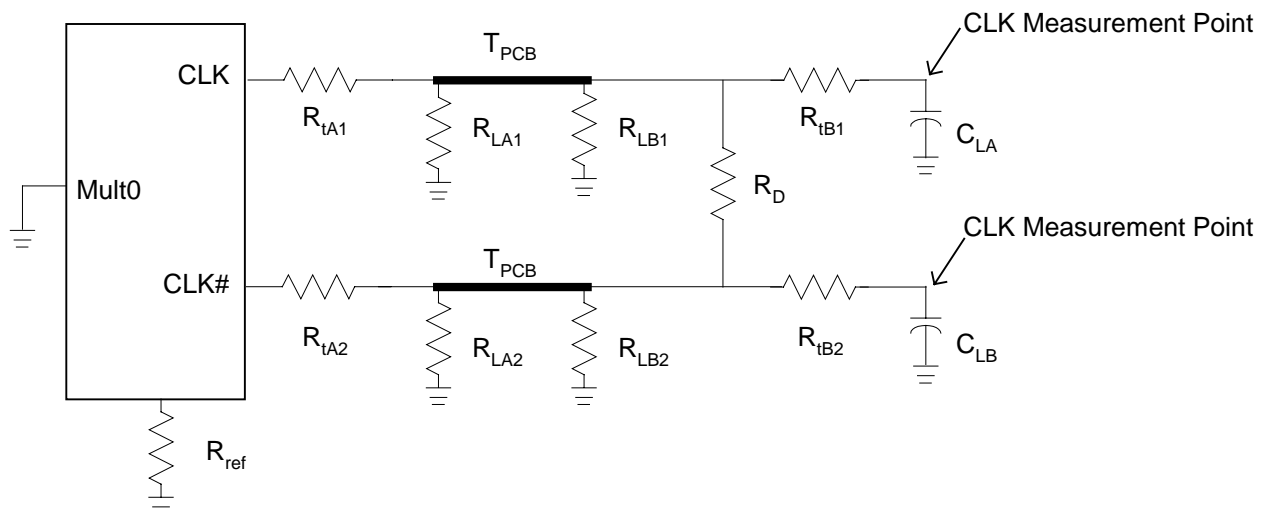 CLK Measurement Point
T_PCB
CLK
R_tA1
R_LA1
R_LB1
R_tB1
C_LA
Mult0
R_D
CLK Measurement Point
T_PCB
CLK#
R_tA2
R_LA2
R_LB2
R_tB2
C_LB
R_ref